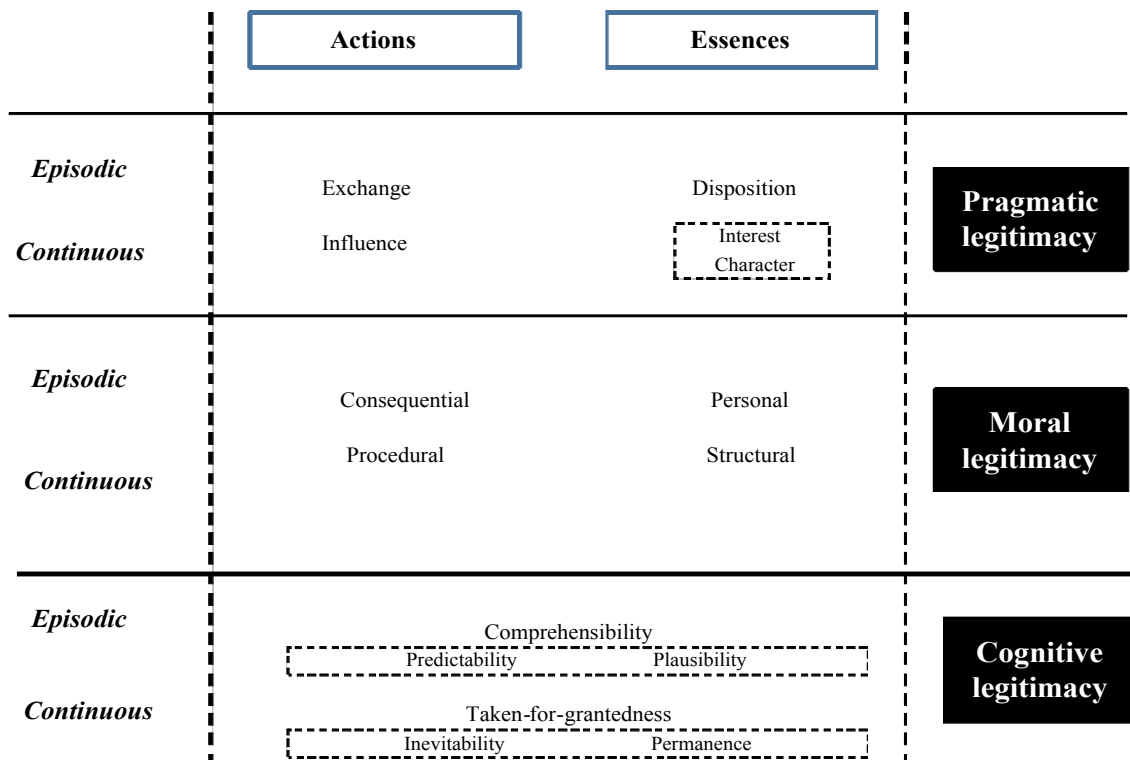 Actions
Essences
Episodic
Exchange
Disposition
Pragmatic
legitimacy
Continuous
Influence
Interest
Character
Episodic
Consequential
Personal
Moral
legitimacy
Continuous
Procedural
Structural
Episodic
Comprehensibility
Predictability
Plausibility
Cognitive
legitimacy
Continuous
Taken-for-grantedness
Inevitability
Permanence